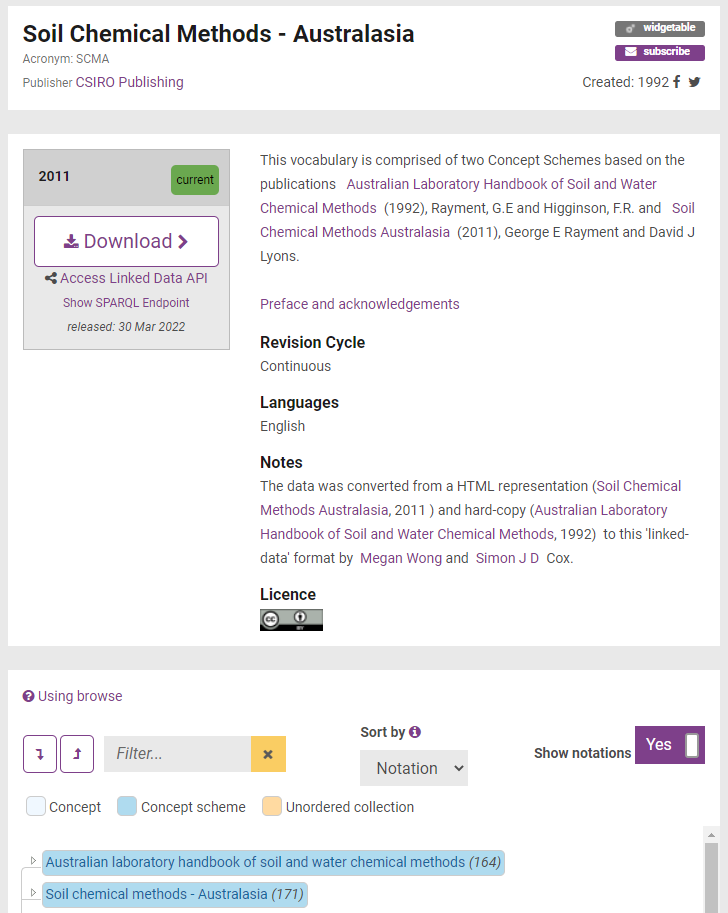 Soil Chemical Methods - Australasia
widgetable
Acronym: SCMA
subscribe
Publisher CSIRO Publishing
Created: 1992
2011
current
Download
Access Linked Data API
Show SPARQL Endpoint
released: 30 Mar 2022
This vocabulary is comprised of two Concept Schemes based on the
publications Australian Laboratory Handbook of Soil and Water
Chemical Methods (1992), Rayment, G.E and Higginson, F.R. and Soil
Chemical Methods Australasia (2011), George E Rayment and David J
Lyons.
Preface and acknowledgements
Revision Cycle
Continuous
Languages
English
Notes
The data was converted from a HTML representation (Soil Chemical
Methods Australasia, 2011 ) and hard-copy (Australian Laboratory
Handbook of Soil and Water Chemical Methods, 1992) to this 'linked-
data' format by Megan Wong and Simon J D Cox.
Licence
cc
BY
Using browse
Sort by
Show notations
Yes
Filter...
Notation
Concept
Concept scheme
Unordered collection
Australian laboratory handbook of soil and water chemical methods (164)
Soil chemical methods - Australasia (171)